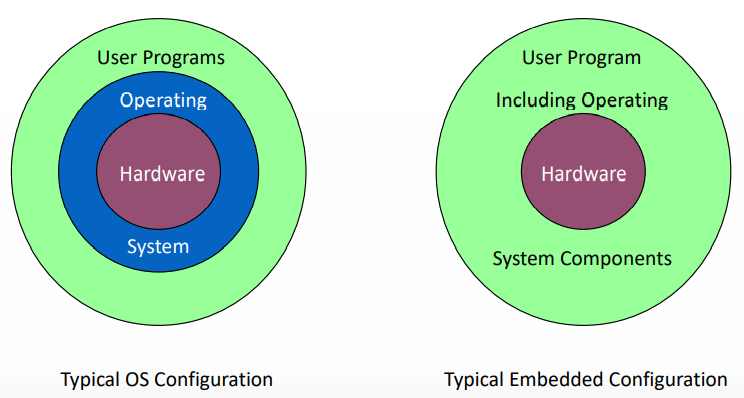 User Programs
Operating
Hardware
System
Typical OS Configuration
User Program
Including Operating
Hardware
System Components
Typical Embedded Configuration